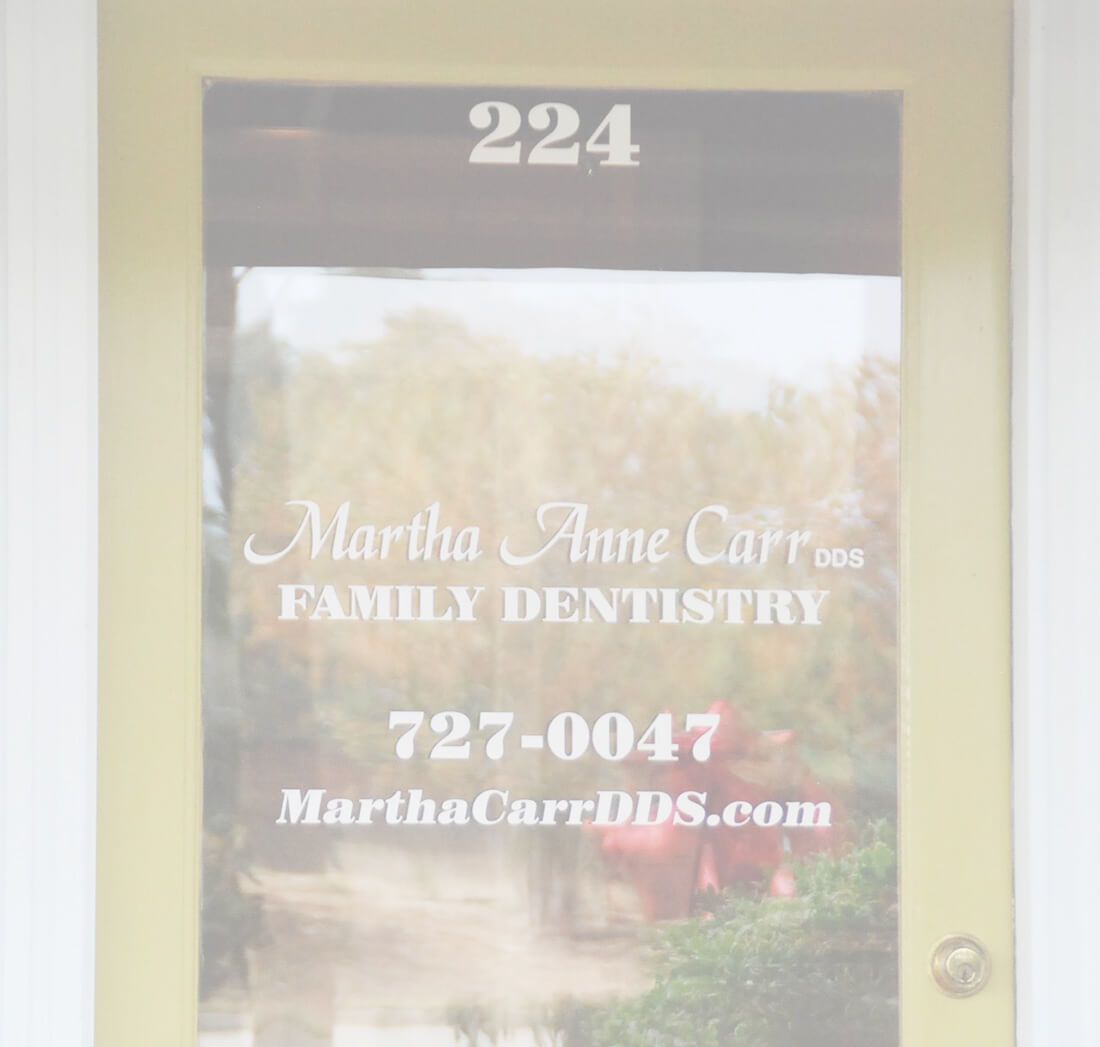 224
Martha Anne Carr DDS
FAMILY DENTISTRY
727-0047
MarthaCarrDDS.com